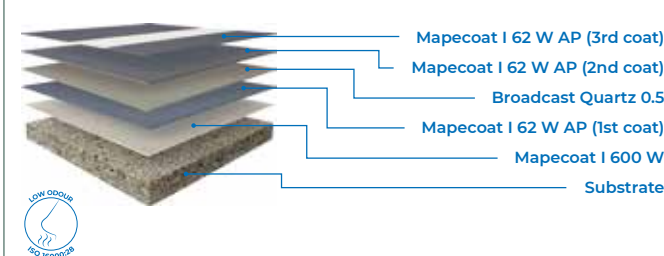 Mapecoat I 62 W AP (3rd coat)
Mapecoat I 62 W AP (2nd coat)
Broadcast Quartz 0.5
Mapecoat I 62 W AP (1st coat)
Mapecoat I 600 W
Substrate
LOW ODOUR
ISO 16000-28